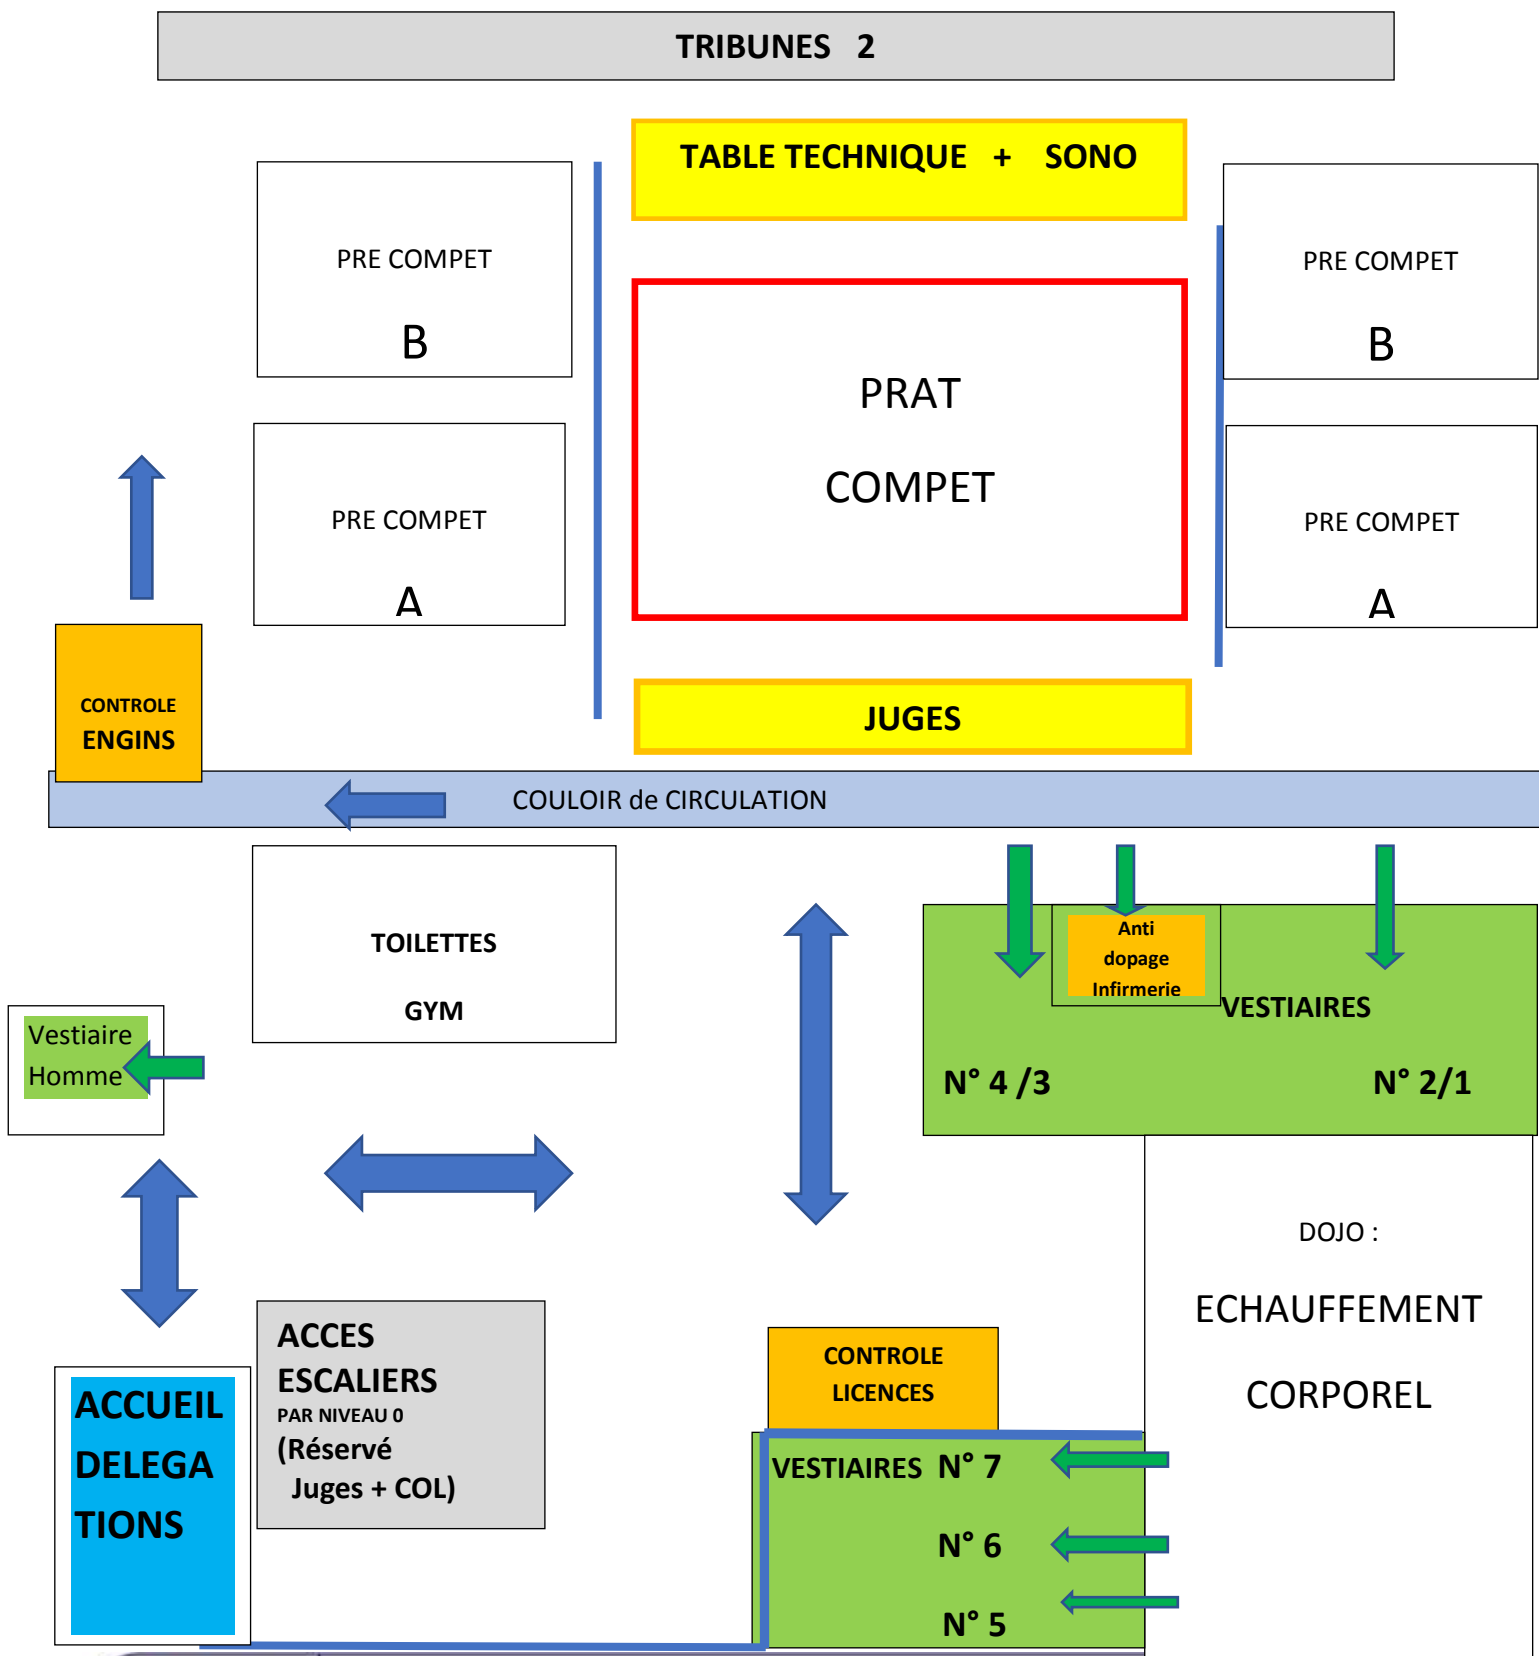 TRIBUNES 2
TABLE TECHNIQUE + SONO
PRE COMPET
B
PRE COMPET
B
PRAT
COMPET
PRE COMPET
A
PRE COMPET
A
CONTROLE
ENGINS
JUGES
COULOIR de CIRCULATION
TOILETTES
GYM
Anti
dopage
Infirmerie
VESTIAIRES
N° 4 /3
N° 2/1
Vestiaire
Homme
DOJO :
ECHAUFFEMENT
CORPOREL
ACCES
ESCALIERS
PAR NIVEAU 0
(Réservé
Juges + COL)
CONTROLE
LICENCES
ACCUEIL
DELEGA
TIONS
VESTIAIRES N° 7
N° 6
N° 5